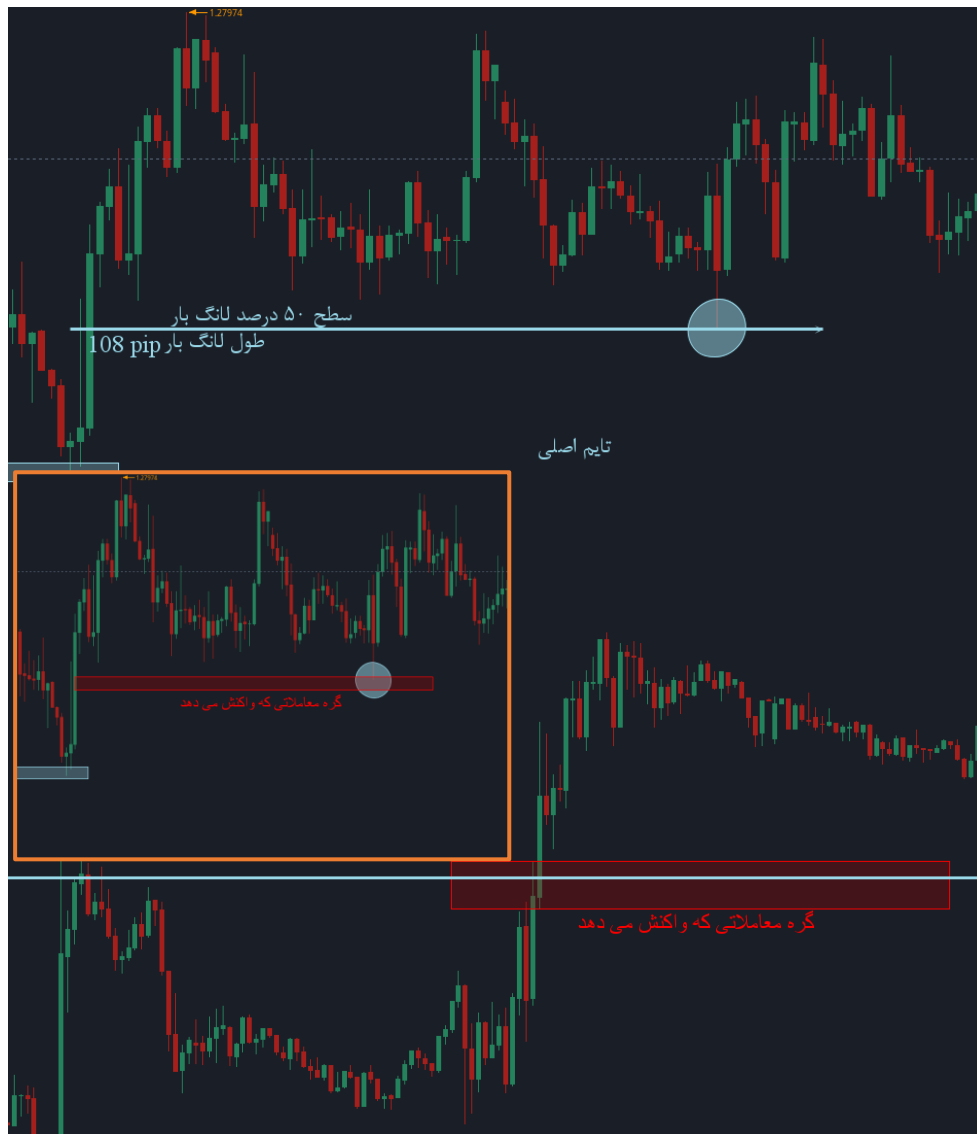 1.27974
سطح ۵۰ درصد لانگ بار
طول لانگ بار 108 pip
تایم اصلی
1.27974
گره معاملاتی که واکنش می دهد
گره معاملاتی که واکنش می دهد